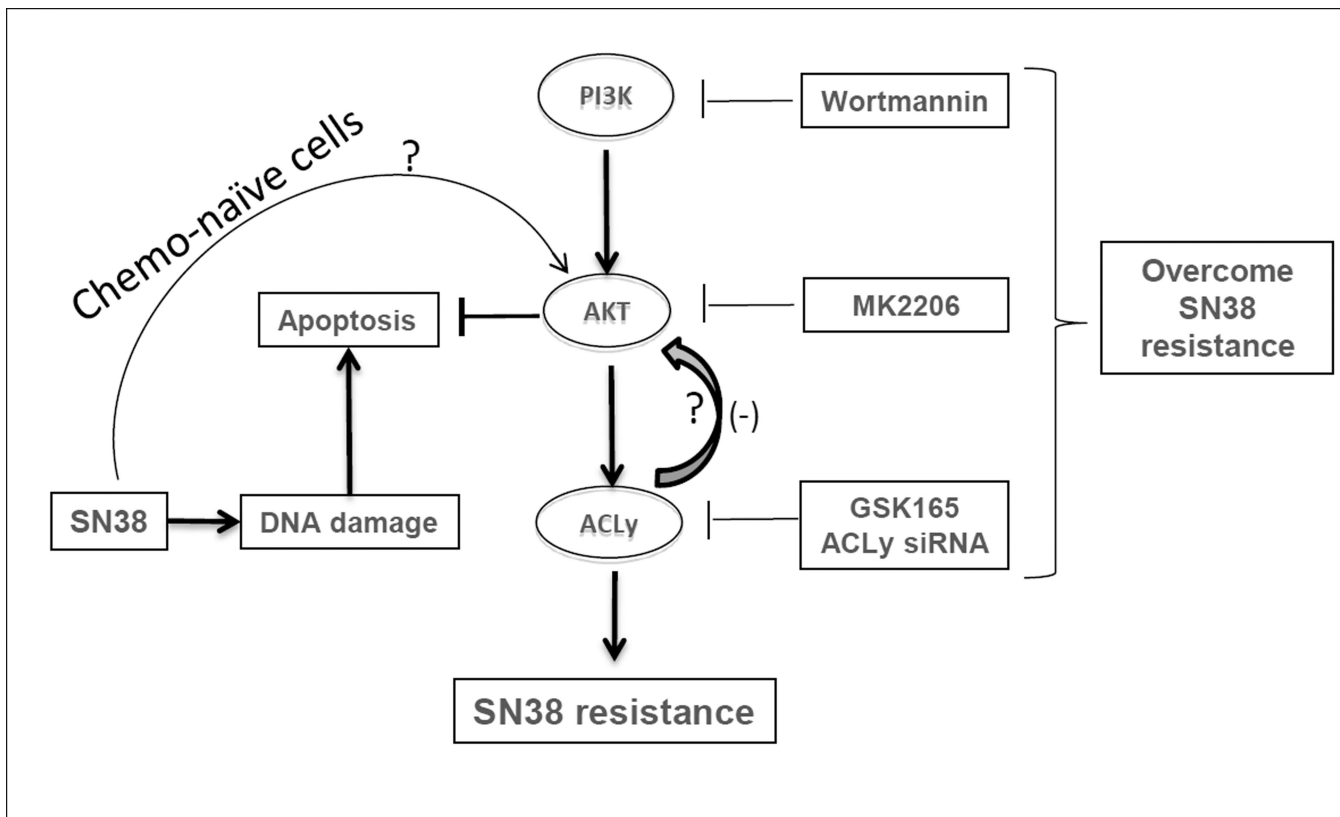 PI3K
Wortmannin
Chemo-naïve cells
?
Apoptosis
AKT
MK2206
Overcome
SN38
resistance
? (-)
SN38
DNA damage
ACLy
GSK165
ACLy siRNA
SN38 resistance